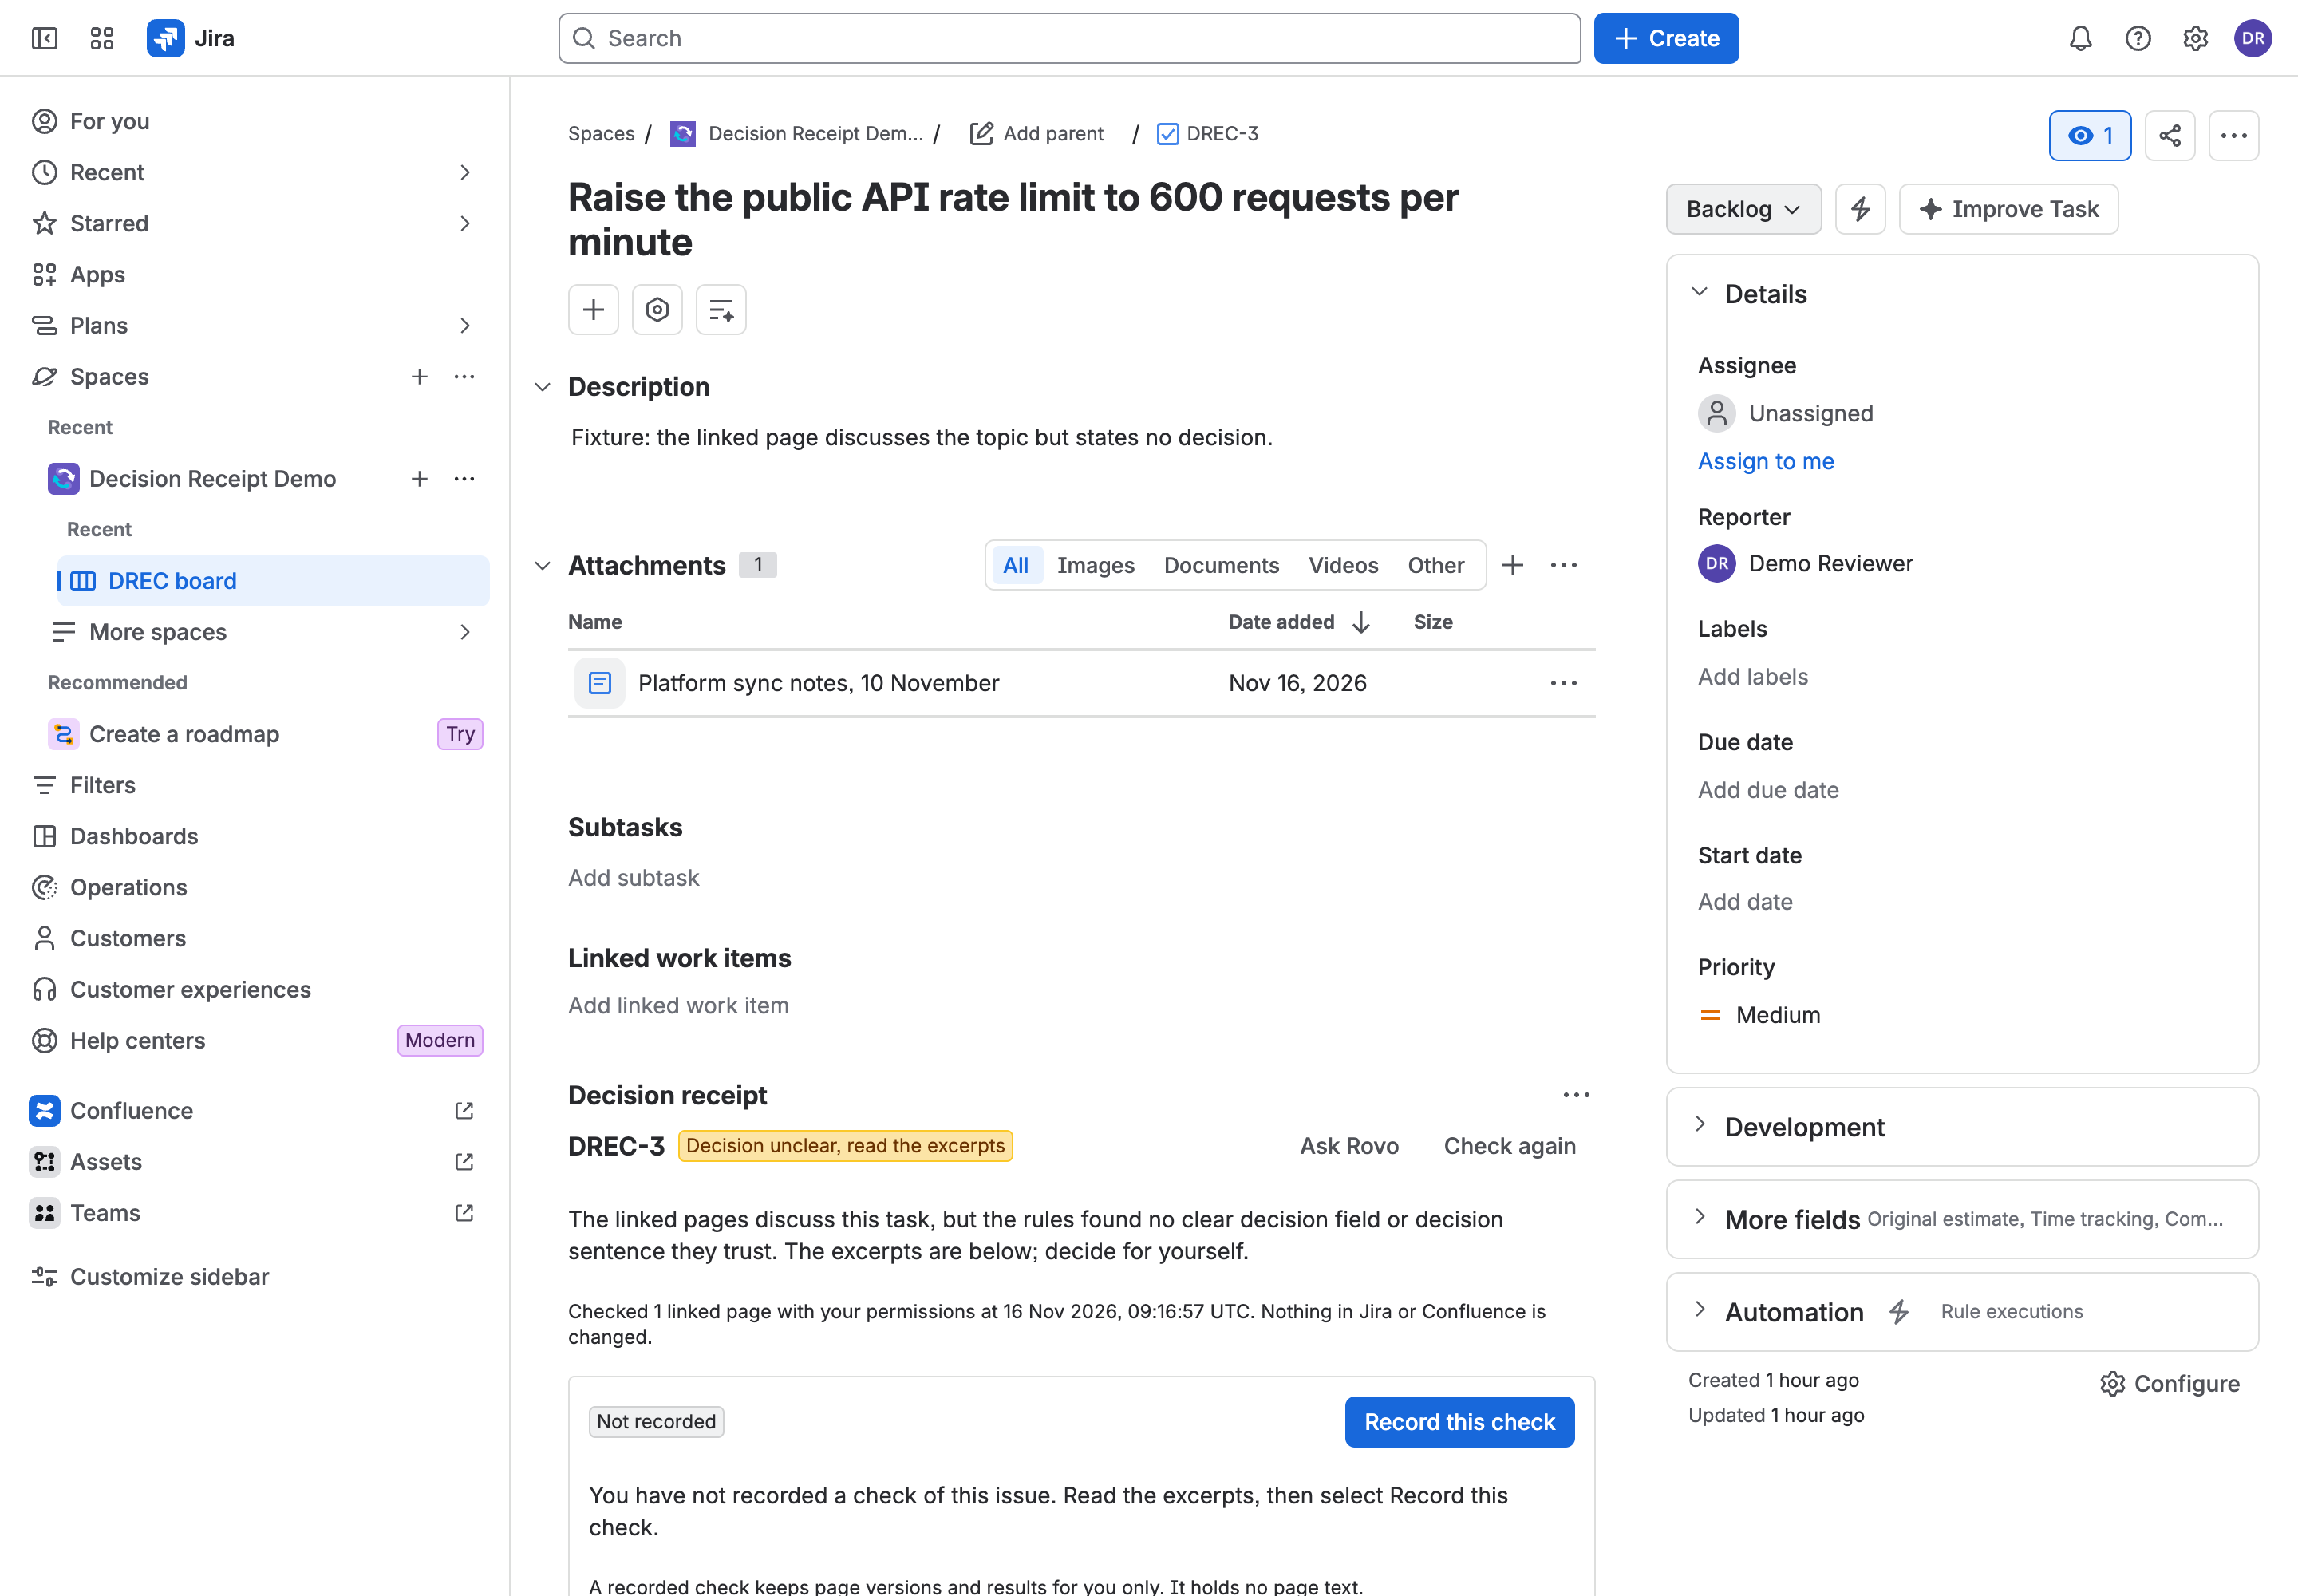 Jira
Search
Create
DR
For you
Recent
Starred
Apps
Plans
Spaces
Recent
Decision Receipt Demo
Recent
DREC board
More spaces
Recommended
Create a roadmap
Try
Filters
Dashboards
Operations
Customers
Customer experiences
Help centers
Modern
Confluence
Assets
Teams
Customize sidebar
Spaces / Decision Receipt Dem... / Add parent / DREC-3
Raise the public API rate limit to 600 requests per
minute
Description
Fixture: the linked page discusses the topic but states no decision.
Attachments 1
All Images Documents Videos Other
Name Date added Size
Platform sync notes, 10 November Nov 16, 2026
Subtasks
Add subtask
Linked work items
Add linked work item
Decision receipt
DREC-3 Decision unclear, read the excerpts Ask Rovo Check again
The linked pages discuss this task, but the rules found no clear decision field or decision
sentence they trust. The excerpts are below; decide for yourself.
Checked 1 linked page with your permissions at 16 Nov 2026, 09:16:57 UTC. Nothing in Jira or Confluence is
changed.
Not recorded Record this check
You have not recorded a check of this issue. Read the excerpts, then select Record this
check.
A recorded check keeps page versions and results for you only. It holds no page text.
1
Backlog Improve Task
Details
Assignee
Unassigned
Assign to me
Reporter
DR Demo Reviewer
Labels
Add labels
Due date
Add due date
Start date
Add date
Priority
Medium
Development
More fields Original estimate, Time tracking, Com...
Automation Rule executions
Created 1 hour ago
Configure
Updated 1 hour ago